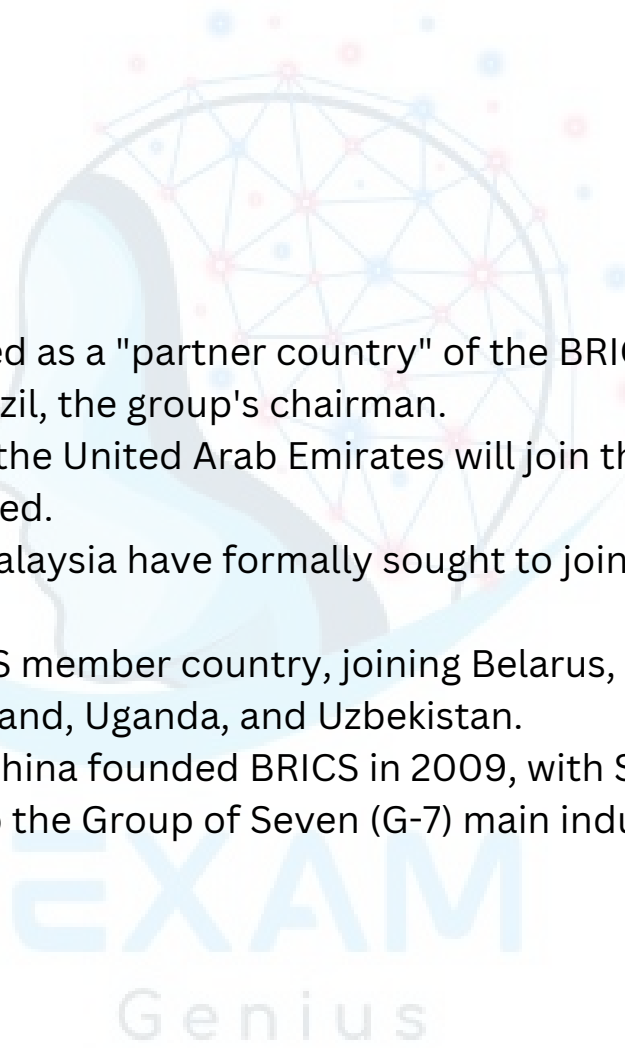 ed as a "partner country" of the BRIC
zil, the group's chairman.
the United Arab Emirates will join th
ed.
alaysia have formally sought to join
S member country, joining Belarus,
and, Uganda, and Uzbekistan.
hina founded BRICS in 2009, with S
o the Group of Seven (G-7) main indu
EXAM
Genius